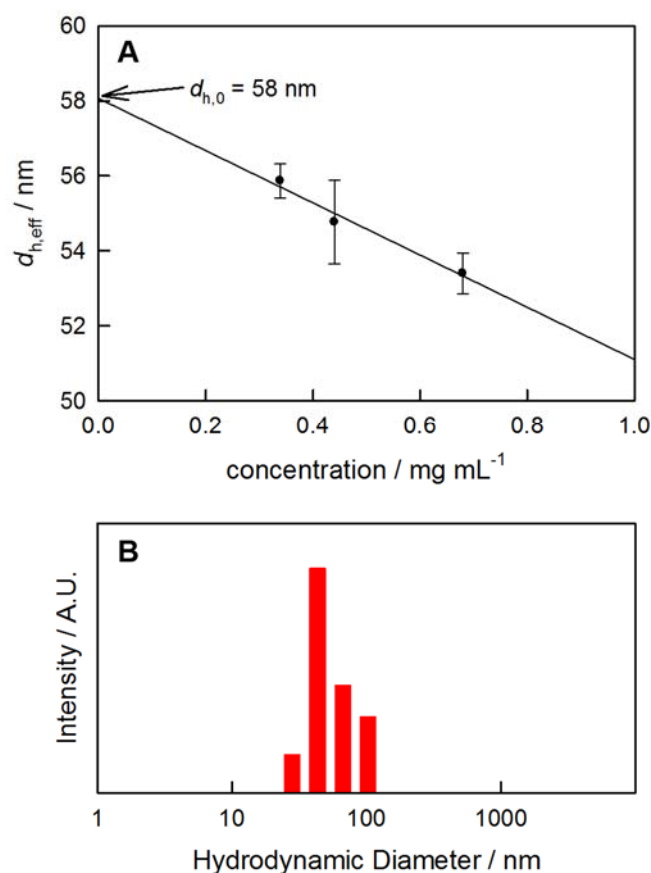 A
d_h,0 = 58 nm
60
58
56
54
52
50
d_h,eff / nm
0.0 0.2 0.4 0.6 0.8 1.0
concentration / mg mL⁻¹
B
Intensity / A.U.
1 10 100 1000
Hydrodynamic Diameter / nm